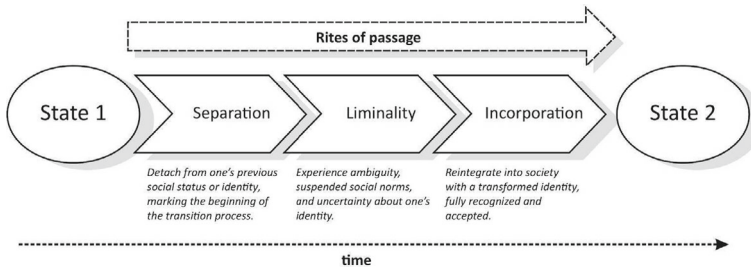 Rites of passage
State 1
Separation
Liminality
Incorporation
State 2
Detach from one's previous
social status or identity,
marking the beginning of
the transition process.
Experience ambiguity,
suspended social norms,
and uncertainty about one's
identity.
Reintegrate into society
with a transformed identity,
fully recognized and
accepted.
time